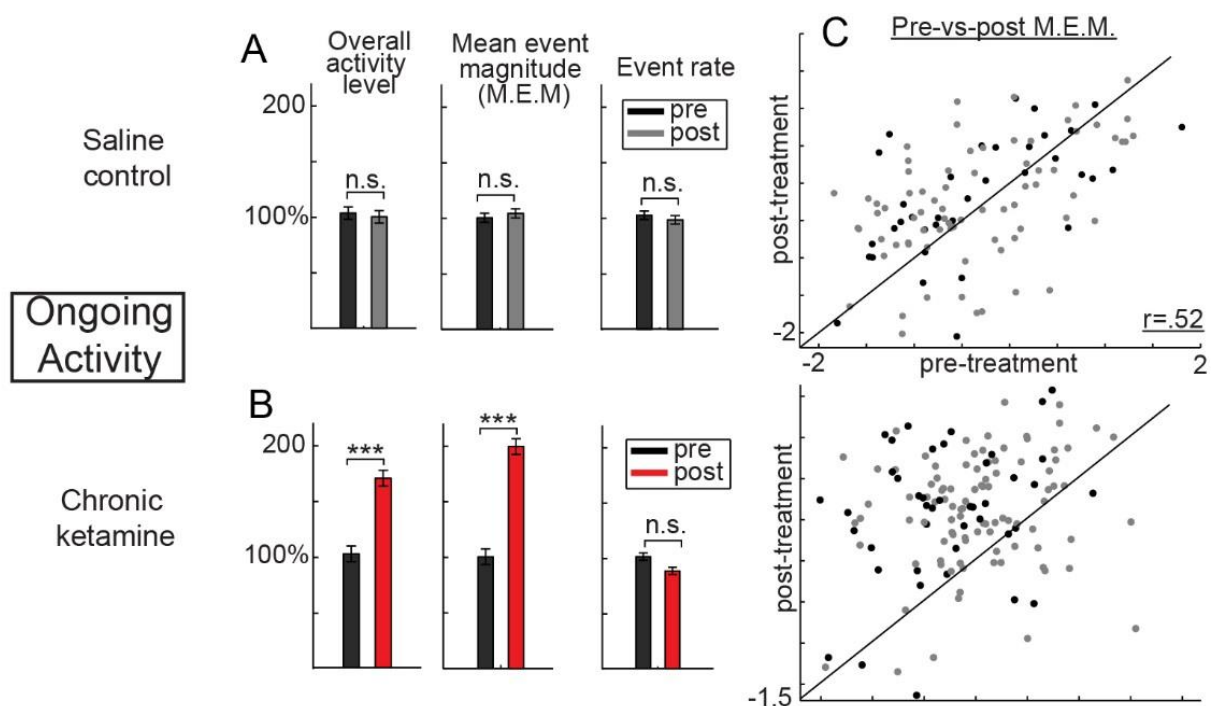 A
Overall
activity
level
Mean event
magnitude
(M.E.M)
Event rate
pre
post
Saline
control
200
100%
n.s.
n.s.
n.s.
C
Pre-vs-post M.E.M.
post-treatment
-2
r=.52
-2
pre-treatment
2
Ongoing
Activity
B
Chronic
ketamine
200
100%
***
***
n.s.
pre
post
post-treatment
-1.5